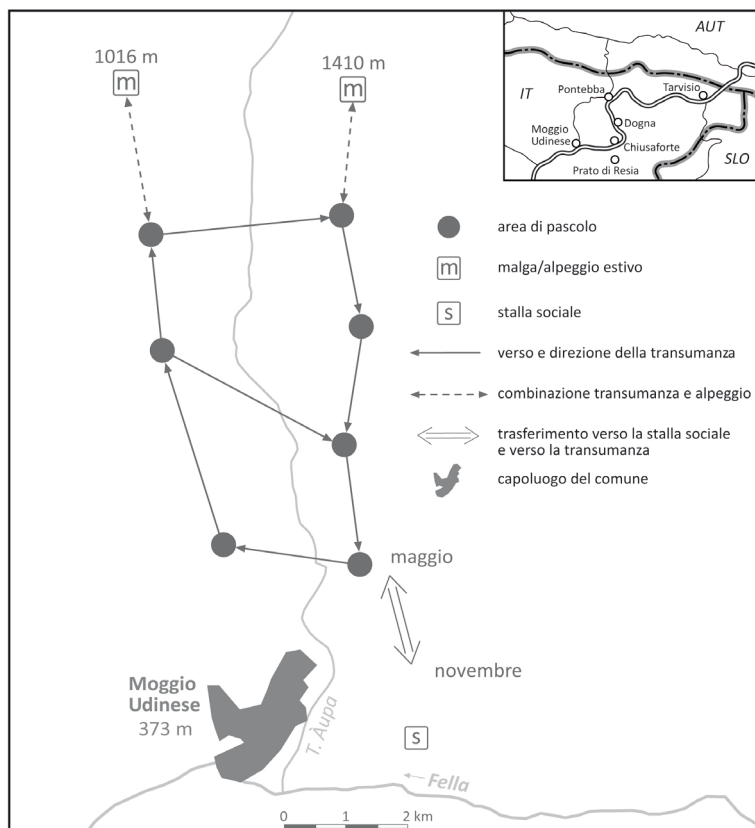 1016 m
m
1410 m
m
AUT
IT
Pontebba
Tarvisio
Dogna
Moggio
Udinese
Chiusaforte
SLO
Prato di Resia
area di pascolo
m
malga/alpeggio estivo
s
stalla sociale
verso e direzione della transumanza
combinazione transumanza e alpeggio
trasferimento verso la stalla sociale
e verso la transumanza
capoluogo del comune
maggio
novembre
Moggio
Udinese
373 m
T. Àupa
s
Fella
0 1 2 km